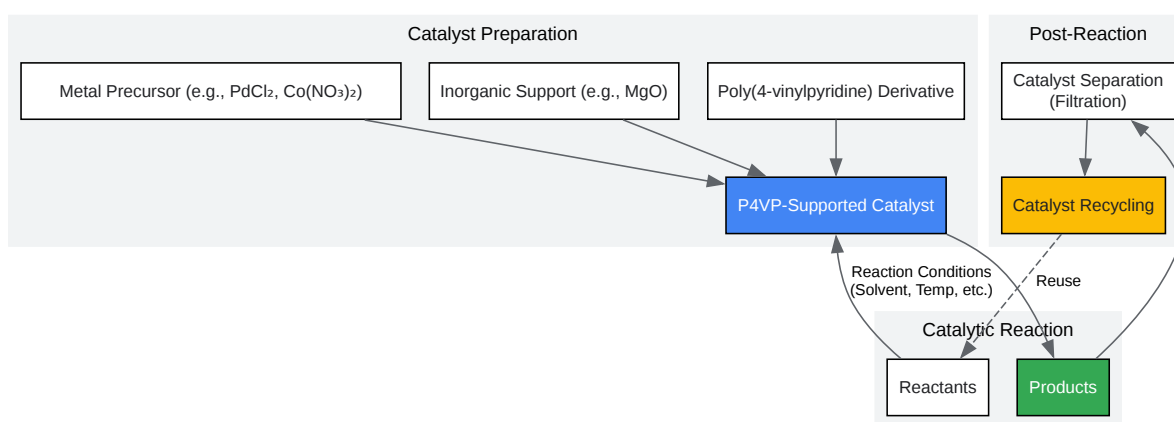 Catalyst Preparation
Post-Reaction
Metal Precursor (e.g., PdCl₂, Co(NO₃)₂)
Inorganic Support (e.g., MgO)
Poly(4-vinylpyridine) Derivative
Catalyst Separation
(Filtration)
P4VP-Supported Catalyst
Catalyst Recycling
Reaction Conditions
(Solvent, Temp, etc.)
Reuse
Catalytic Reaction
Reactants
Products